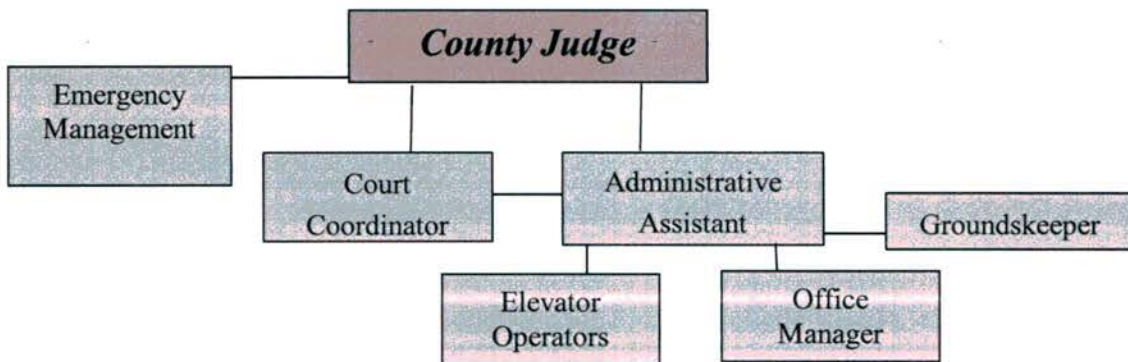 County Judge
Emergency
Management
Court
Coordinator
Administrative
Assistant
Groundskeeper
Elevator
Operators
Office
Manager